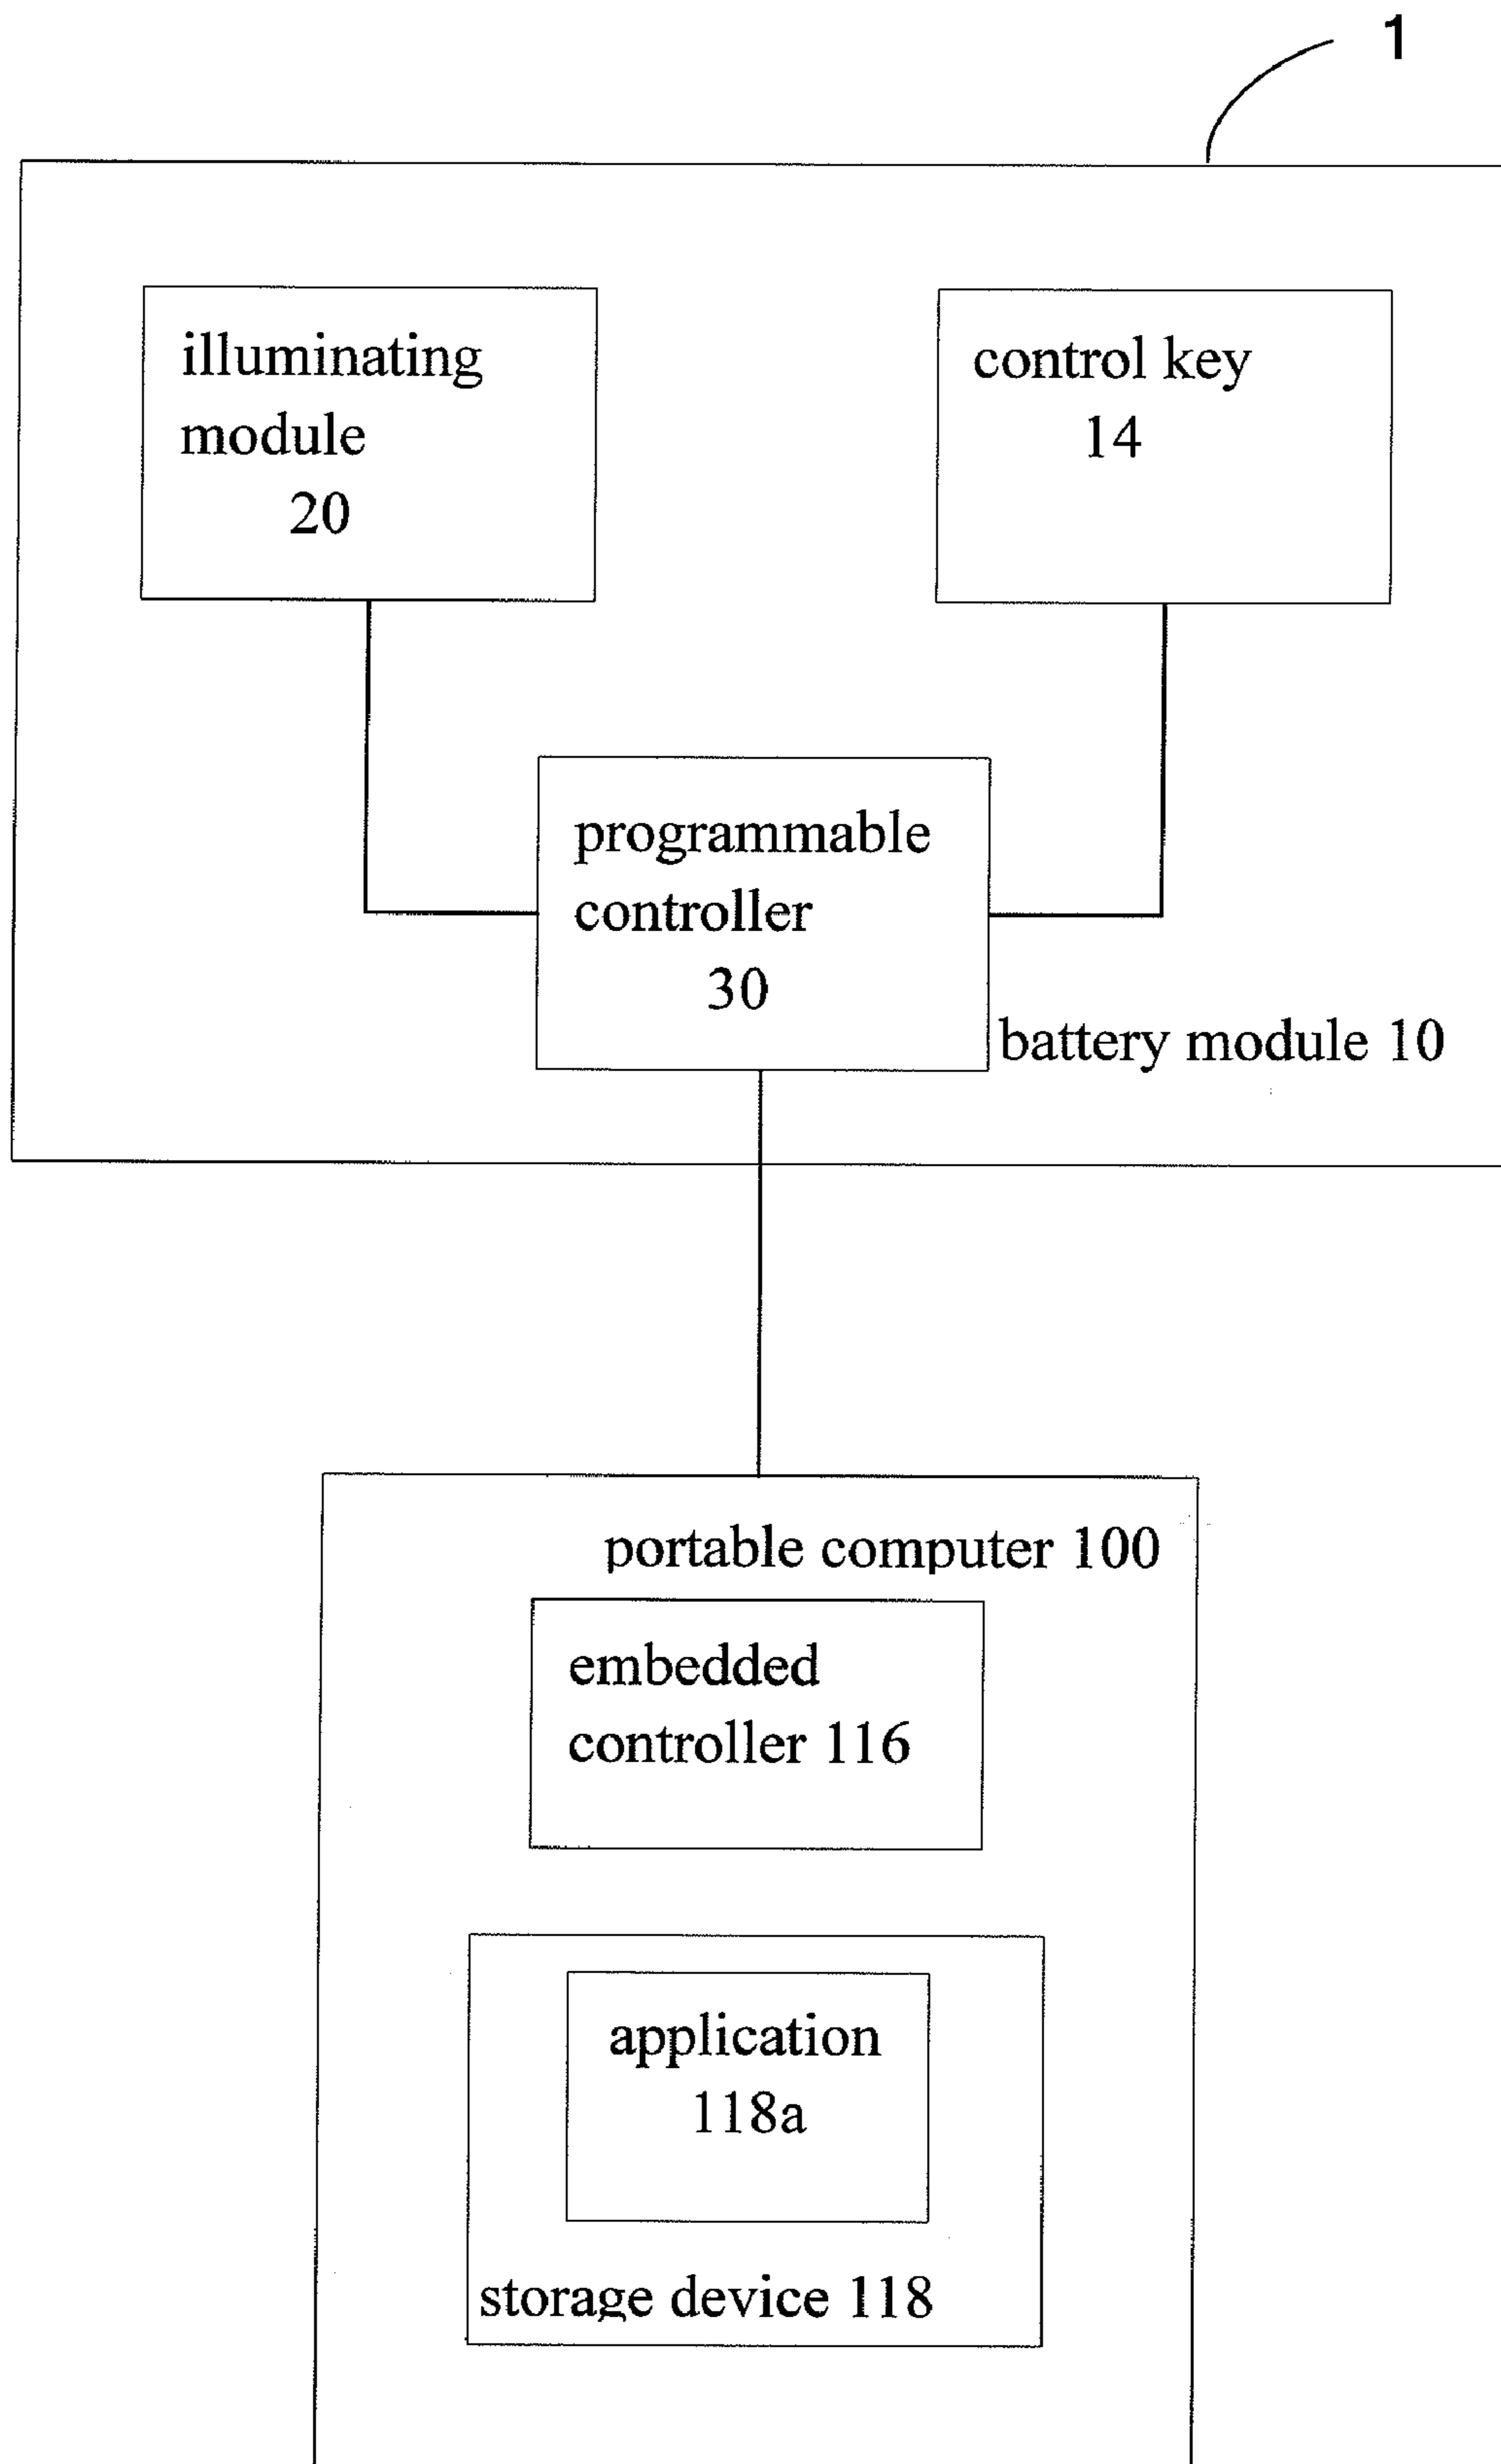 1
illuminating
module
20
control key
14
programmable
controller
30
battery module 10
portable computer 100
embedded
controller 116
application
118a
storage device 118